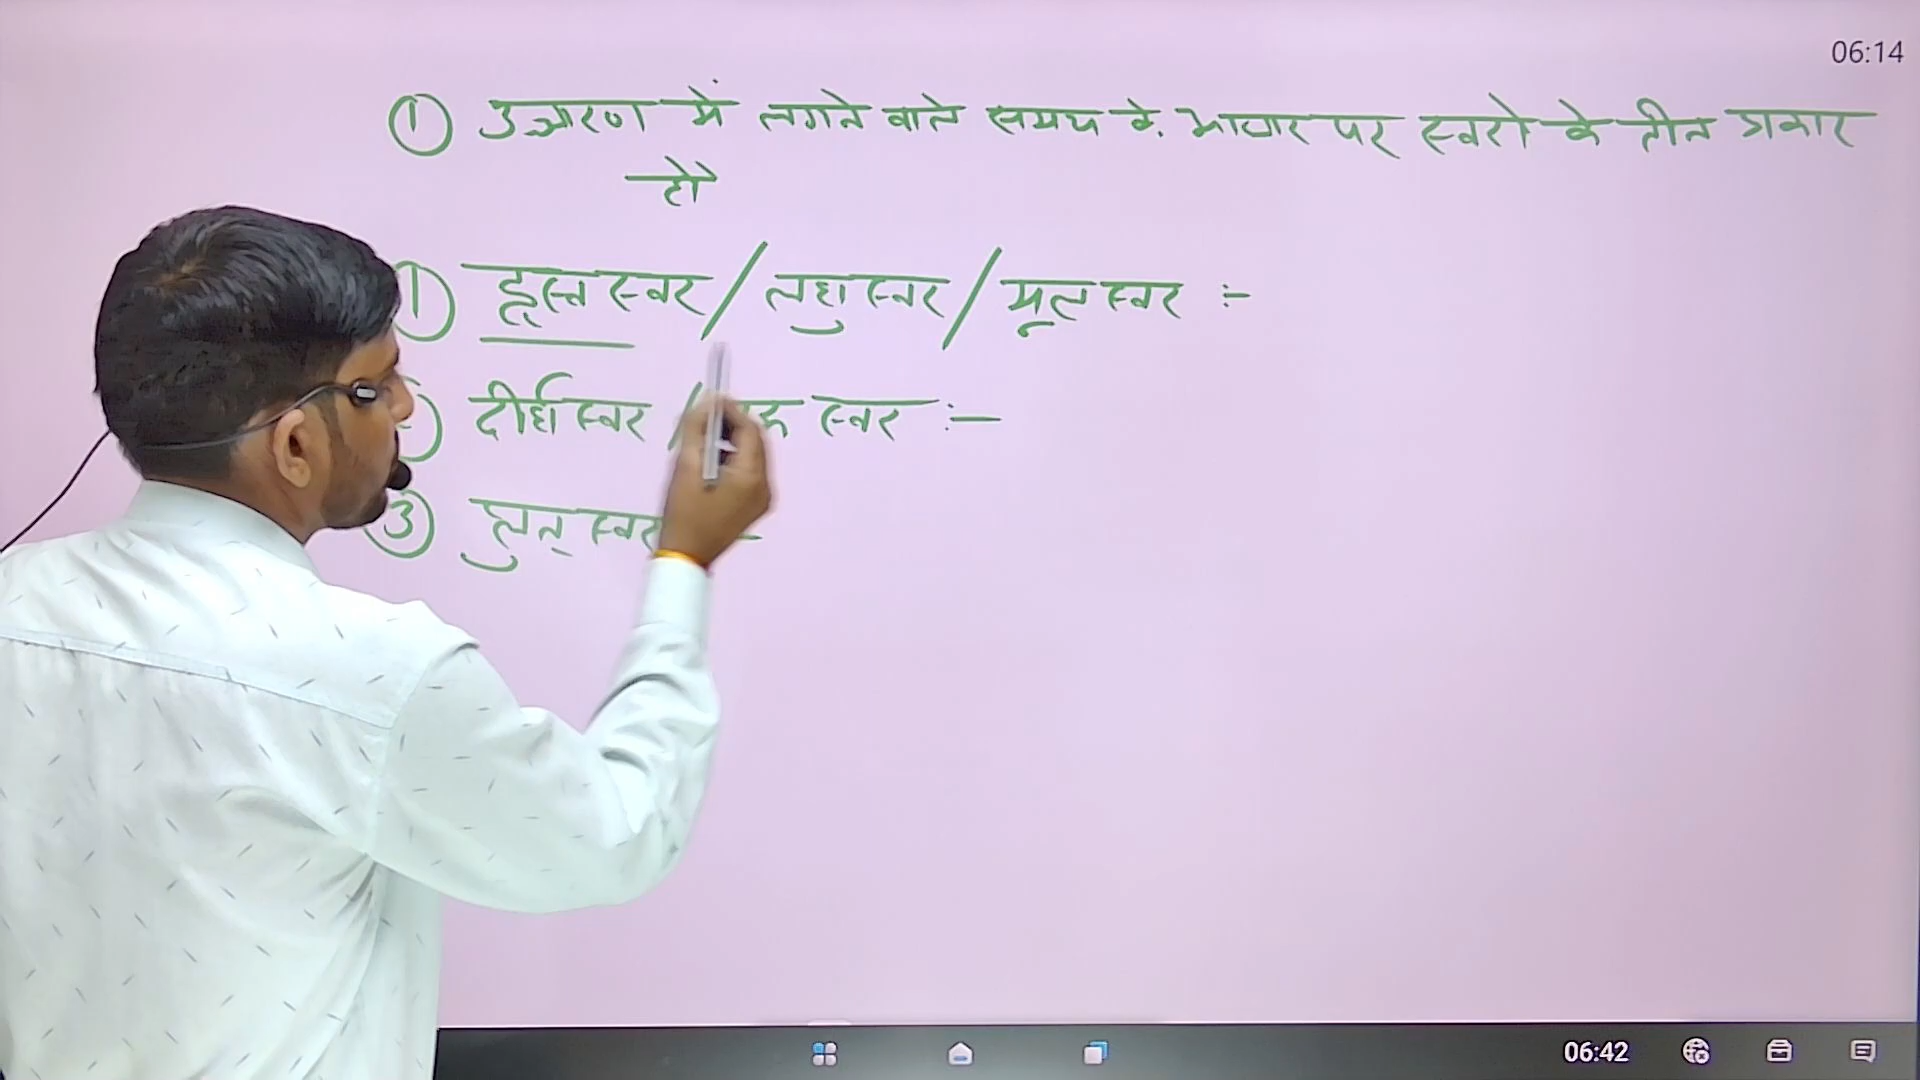 06:14
① उच्चारण में लगने वाले समय के आधार पर स्वरो के तीन प्रकार
है
① ह्रस्व स्वर / लघु स्वर / मूल स्वर :-
दीर्घ स्वर / स्वर :-
③ प्लुत् स्वर
06:42